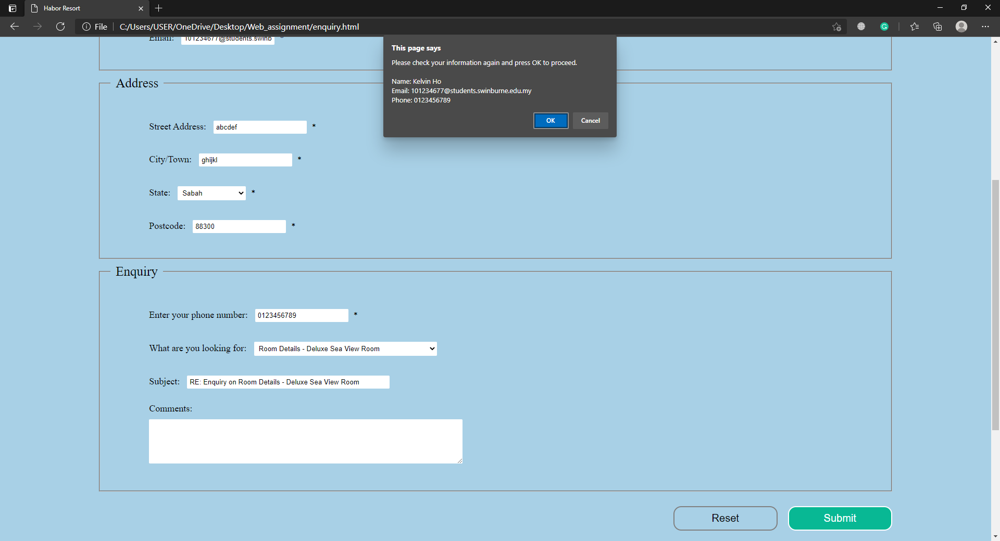 Habor Resort
File
C:/Users/USER/OneDrive/Desktop/Web_assignment/enquiry.html
Email: 101234677@students.swinb *
This page says
Please check your information again and press OK to proceed.
Name: Kelvin Ho
Email: 101234677@students.swinburne.edu.my
Phone: 0123456789
OK
Cancel
Address
Street Address: abcdef *
City/Town: ghijkl *
State: Sabah *
Postcode: 88300 *
Enquiry
Enter your phone number: 0123456789 *
What are you looking for: Room Details - Deluxe Sea View Room
Subject: RE: Enquiry on Room Details - Deluxe Sea View Room
Comments:
Reset
Submit